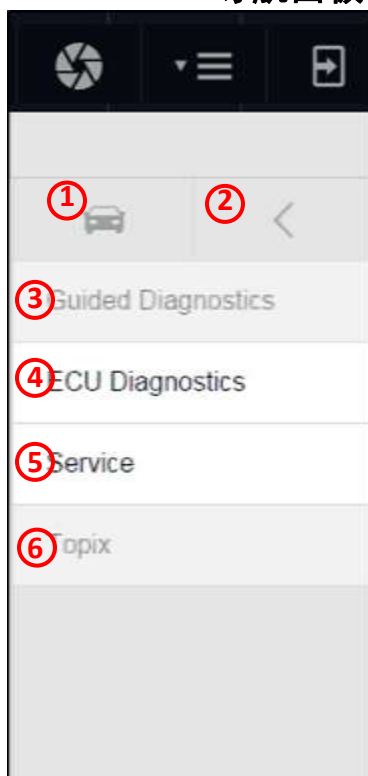 ①
②
③ Guided Diagnostics
④ ECU Diagnostics
⑤ Service
⑥ Topix